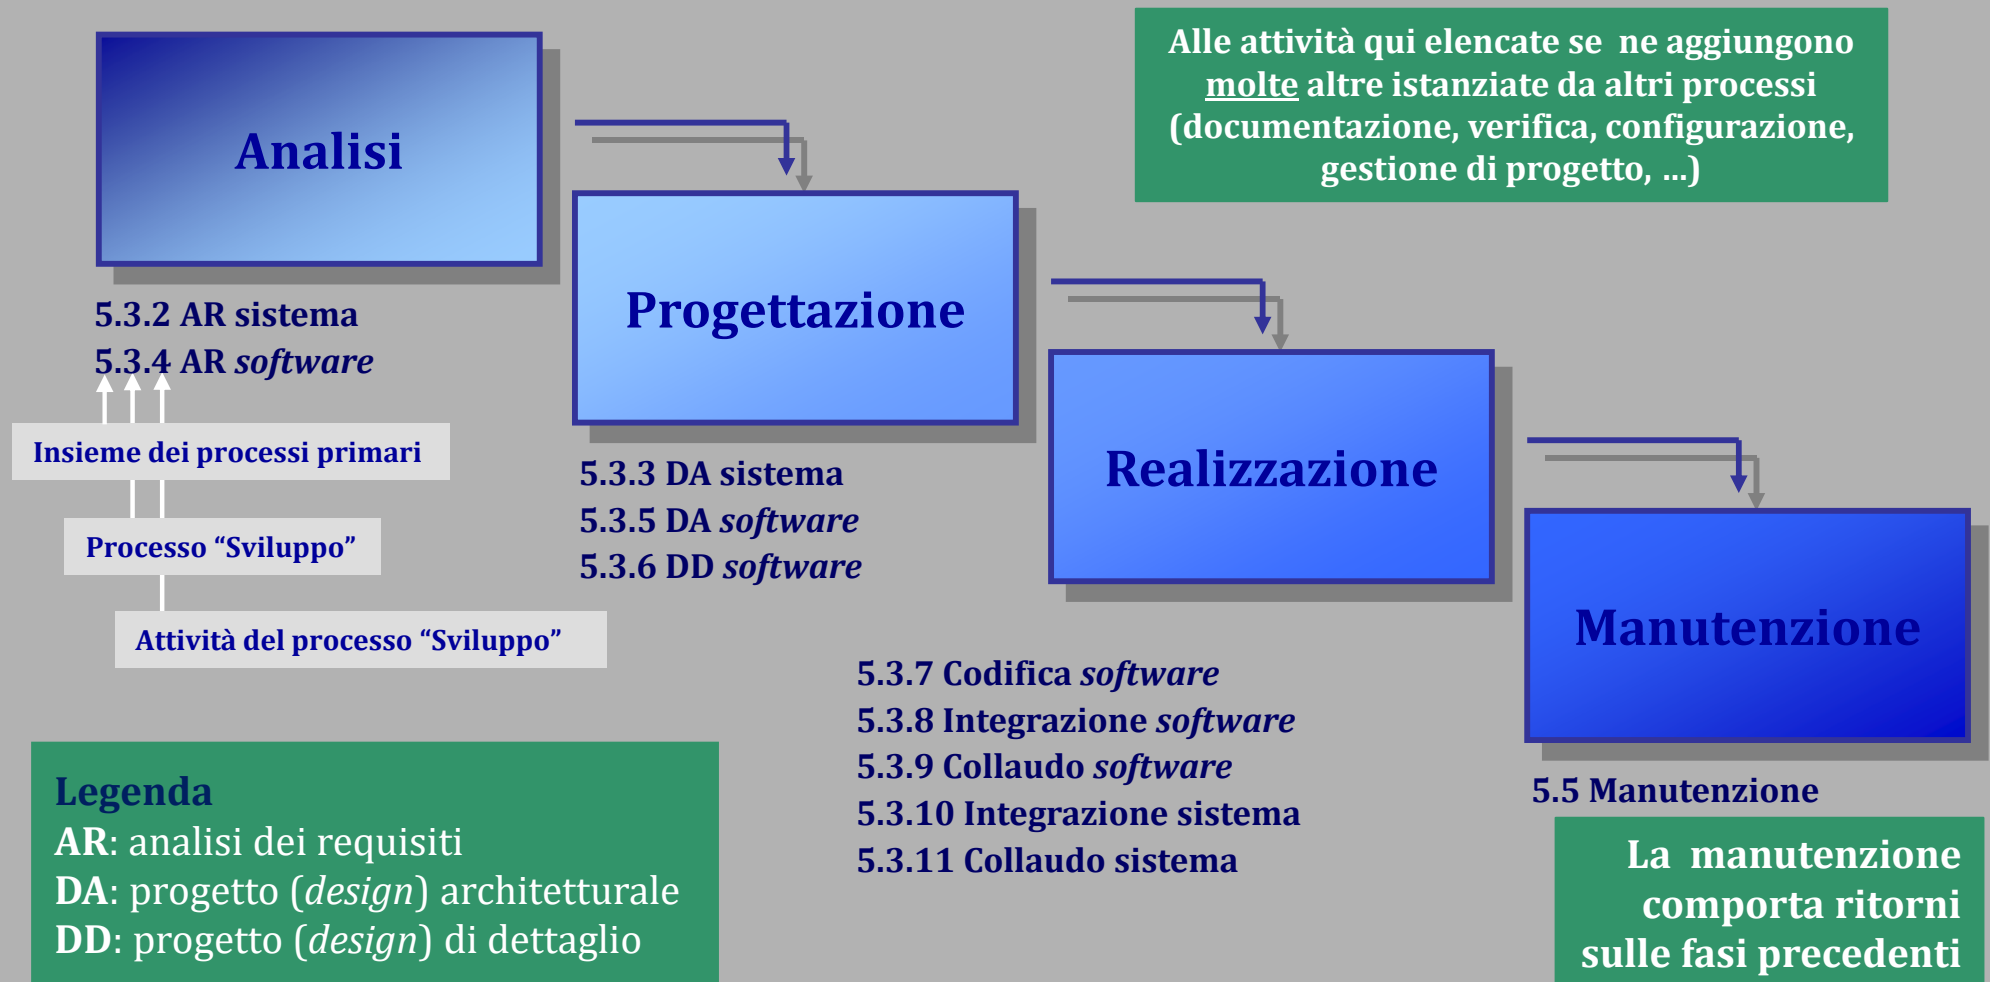 Analisi
Alle attività qui elencate se ne aggiungono
molte altre istanziate da altri processi
(documentazione, verifica, configurazione,
gestione di progetto, …)
5.3.2 AR sistema
5.3.4 AR software
Insieme dei processi primari
Processo “Sviluppo”
Attività del processo “Sviluppo”
Progettazione
5.3.3 DA sistema
5.3.5 DA software
5.3.6 DD software
Realizzazione
5.3.7 Codifica software
5.3.8 Integrazione software
5.3.9 Collaudo software
5.3.10 Integrazione sistema
5.3.11 Collaudo sistema
Manutenzione
5.5 Manutenzione
La manutenzione
comporta ritorni
sulle fasi precedenti
Legenda
AR: analisi dei requisiti
DA: progetto (design) architetturale
DD: progetto (design) di dettaglio